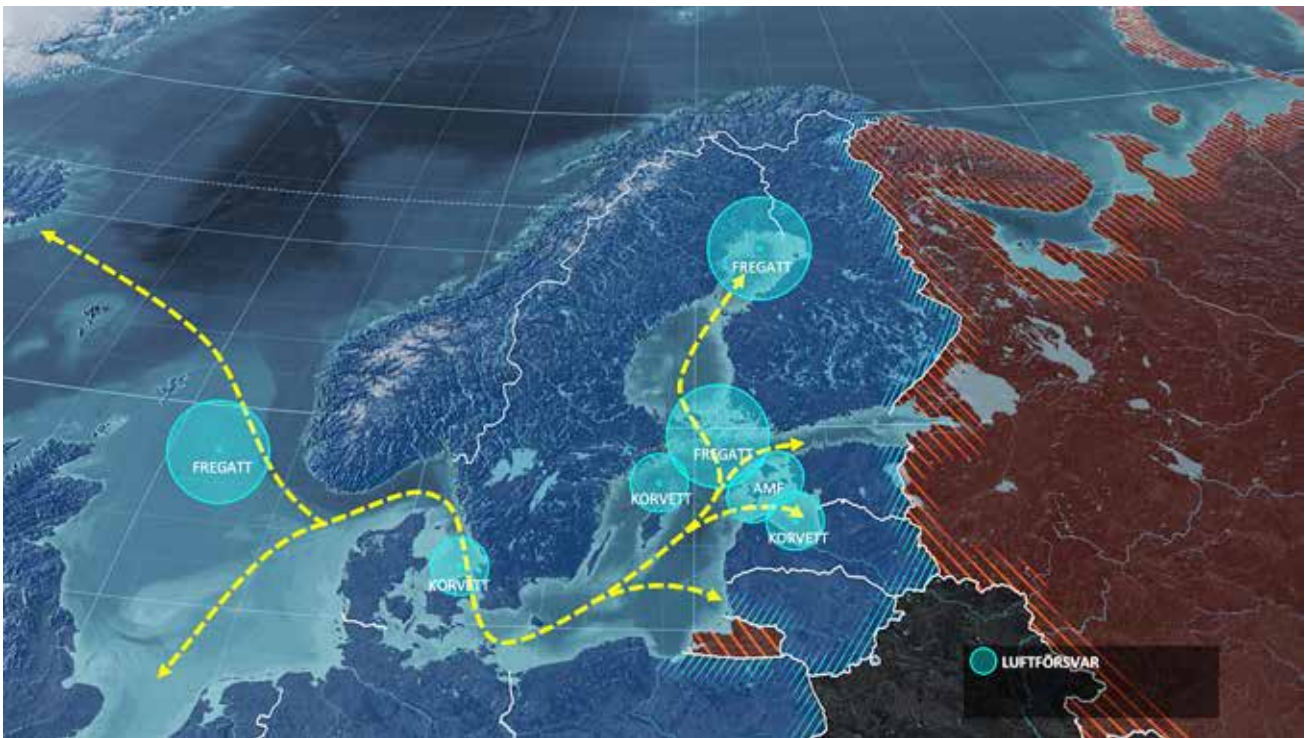 FREGATT
FREGATT
FREGATT
KORVETT
AMF
KORVETT
KORVETT
LUFTFÖRSVAR